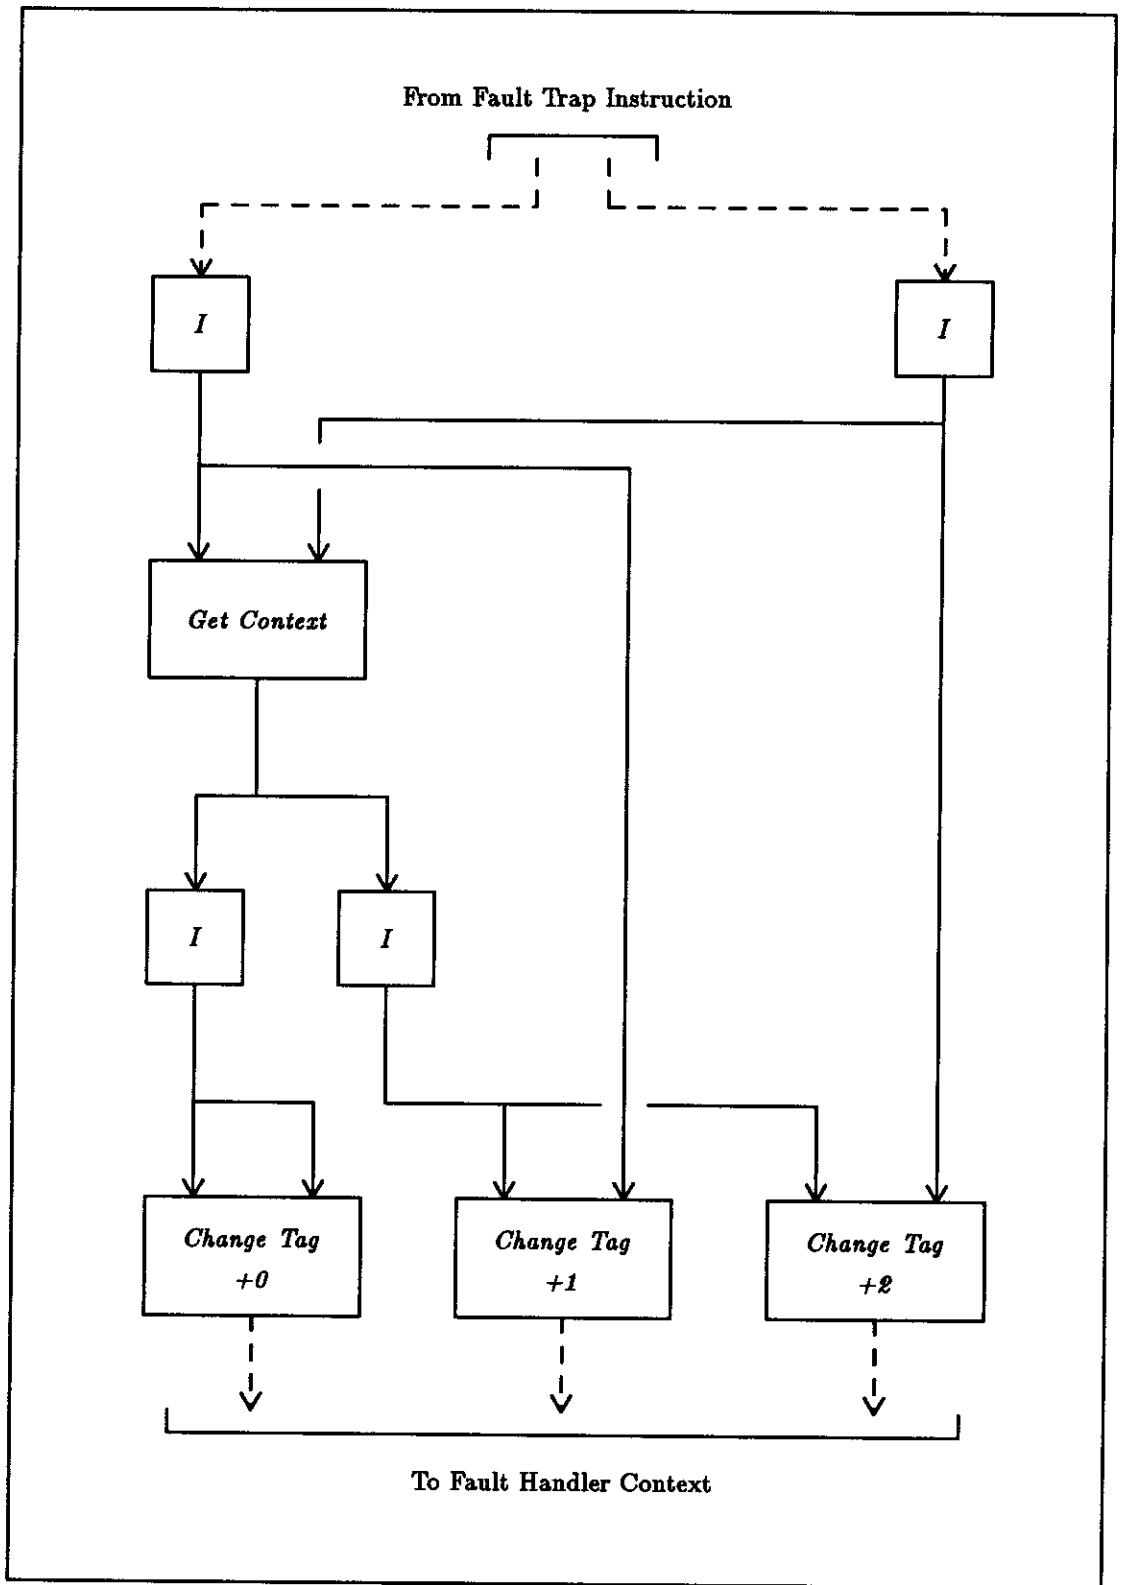 From Fault Trap Instruction
I
I
Get Context
I
I
Change Tag
+0
Change Tag
+1
Change Tag
+2
To Fault Handler Context